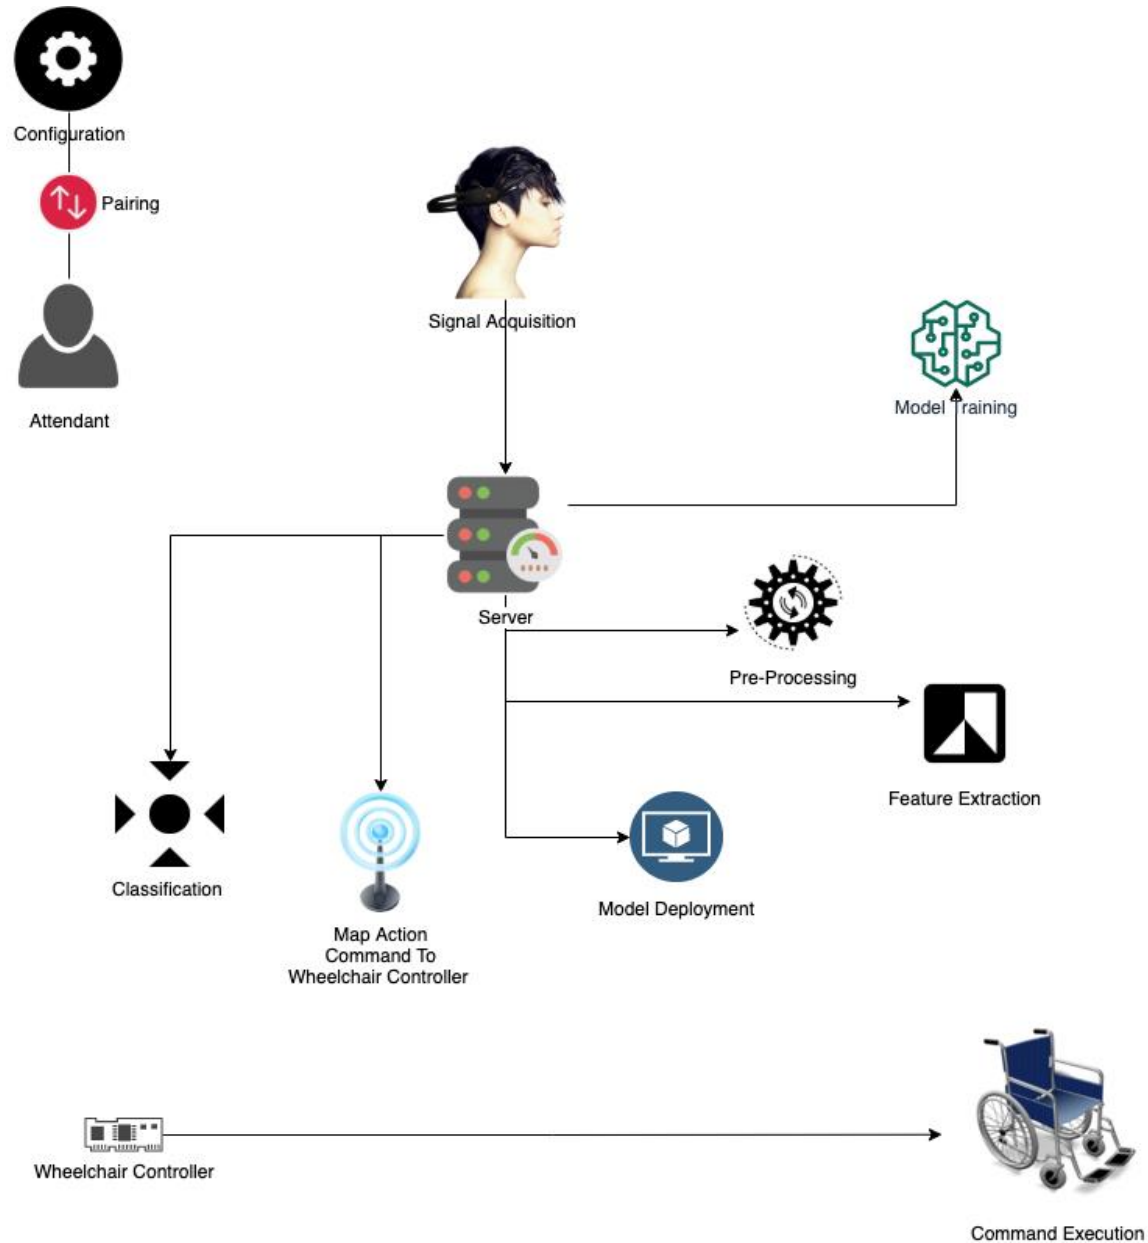 Configuration
Pairing
Attendant
Signal Acquisition
Model Training
Server
Pre-Processing
Feature Extraction
Classification
Model Deployment
Map Action
Command To
Wheelchair Controller
Wheelchair Controller
Command Execution